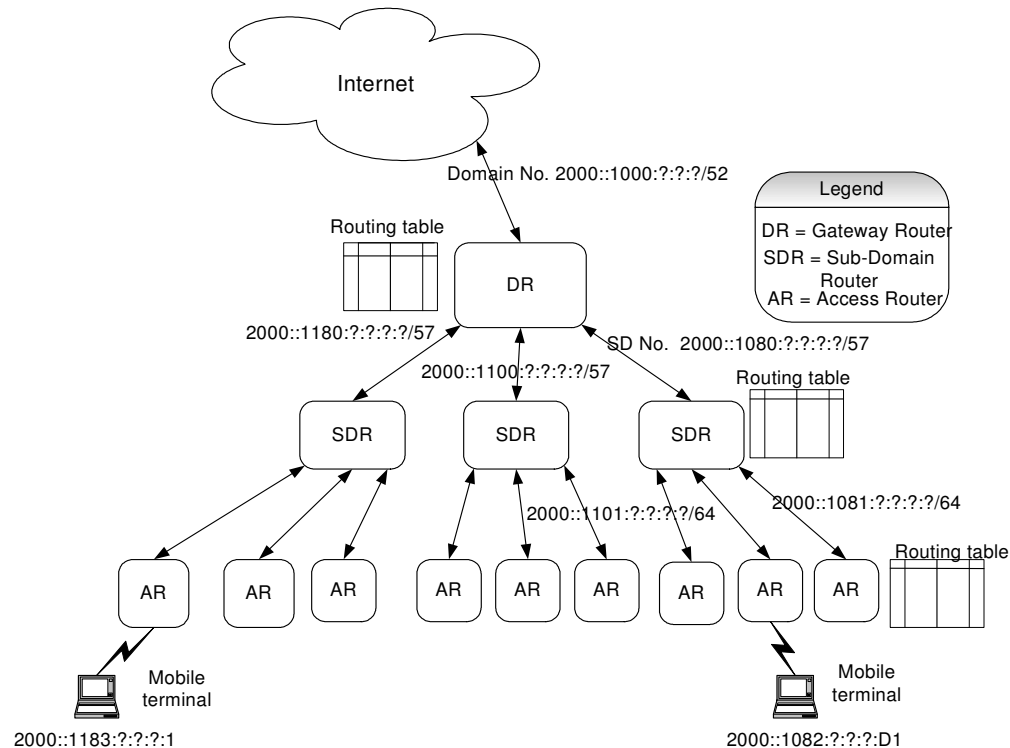 Internet
Domain No. 2000::1000:?:?:?/52
Legend
DR = Gateway Router
SDR = Sub-Domain
Router
AR = Access Router
Routing table
DR
2000::1180:?:?:?:?/57
SD No. 2000::1080:?:?:?:?/57
2000::1100:?:?:?:?/57
Routing table
SDR
SDR
SDR
2000::1101:?:?:?:?/64
2000::1081:?:?:?:?/64
Routing table
AR
AR
AR
AR
AR
AR
AR
AR
AR
Mobile
terminal
Mobile
terminal
2000::1183:?:?:?:1
2000::1082:?:?:?:D1